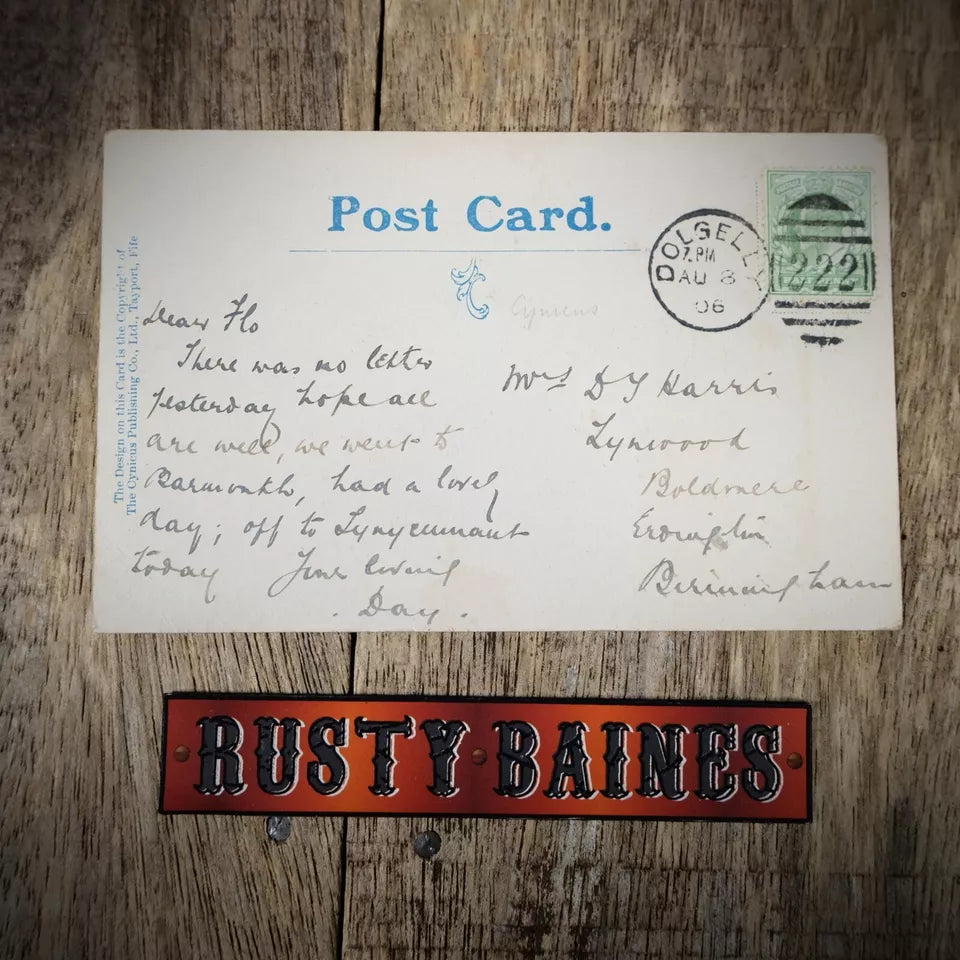 Post Card.
The Design on this Card is the Copyright of
The Cynicus Publishing Co., Ltd., Tayport, Fife
Cynicus
DOLGELLY
7. PM
AU 8
06
222
Dear Flo
There was no letter
yesterday hope all
are well, we went to
Barmouth, had a lovely
day; off to
today Your loving
. Day .
Mrs D J Harris
Lynwood
Boldmere
Erdington
Birmingham
RUSTY BAINES